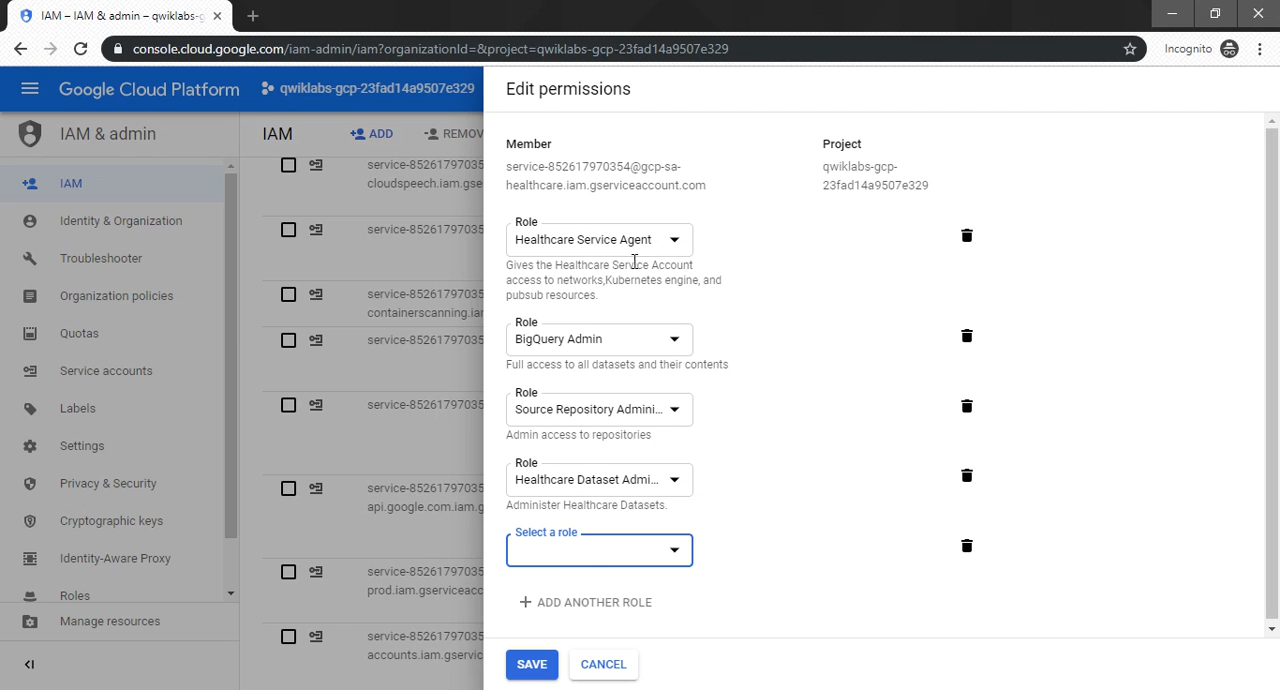 IAM – IAM & admin – qwiklabs-g
console.cloud.google.com/iam-admin/iam?organizationId=&project=qwiklabs-gcp-23fad14a9507e329
Incognito
Google Cloud Platform
qwiklabs-gcp-23fad14a9507e329
Edit permissions
IAM & admin
IAM
ADD
REMOV
IAM
Identity & Organization
Troubleshooter
Organization policies
Quotas
Service accounts
Labels
Settings
Privacy & Security
Cryptographic keys
Identity-Aware Proxy
Roles
Manage resources
service-85261797035
cloudspeech.iam.gse
service-85261797035
service-85261797035
containerscanning.iar
service-85261797035
service-85261797035
service-85261797035
api.google.com.iam.g
service-85261797035
prod.iam.gserviceacc
service-85261797035
accounts.iam.gservic
Member
service-852617970354@gcp-sa-
healthcare.iam.gserviceaccount.com
Project
qwiklabs-gcp-
23fad14a9507e329
Role
Healthcare Service Agent
Gives the Healthcare Service Account
access to networks,Kubernetes engine, and
pubsub resources.
Role
BigQuery Admin
Full access to all datasets and their contents
Role
Source Repository Admini...
Admin access to repositories
Role
Healthcare Dataset Admi...
Administer Healthcare Datasets.
Select a role
ADD ANOTHER ROLE
SAVE
CANCEL